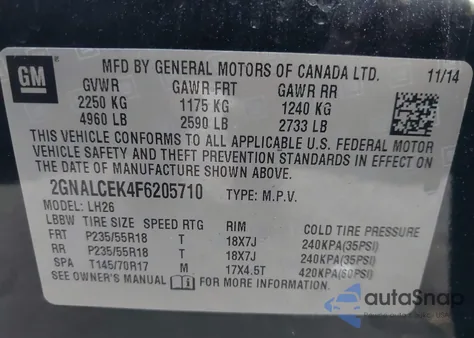 GM
MFD BY GENERAL MOTORS OF CANADA LTD. 11/14
GVWR GAWR FRT GAWR RR
2250 KG 1175 KG 1240 KG
4960 LB 2590 LB 2733 LB
THIS VEHICLE CONFORMS TO ALL APPLICABLE U.S. FEDERAL MOTOR
VEHICLE SAFETY AND THEFT PREVENTION STANDARDS IN EFFECT ON
THE DATE OF MANUFACTURE SHOWN ABOVE.
2GNALCEK4F6205710 TYPE: M.P.V.
MODEL: LH26
LBBW TIRE SIZE SPEED RTG RIM COLD TIRE PRESSURE
FRT P235/55R18 T 18X7J 240KPA(35PSI)
RR P235/55R18 T 18X7J 240KPA(35PSI)
SPA T145/70R17 M 17X4.5T 420KPA(60PSI)
SEE OWNER'S MANUAL FOR MORE INFORMATION
autoSnap